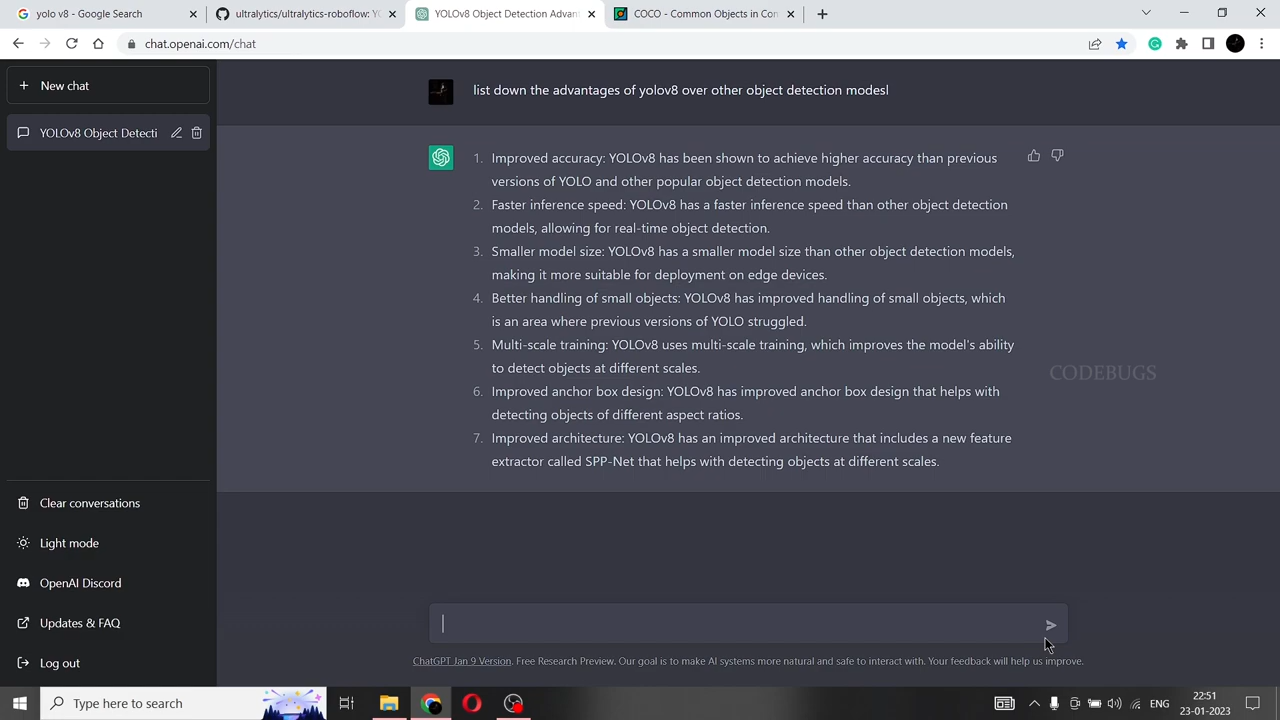 yolo v8 - Google Search
ultralytics/ultralytics-roboflow: YO
YOLOv8 Object Detection Advan
COCO - Common Objects in Con
chat.openai.com/chat
New chat
YOLOv8 Object Detecti
list down the advantages of yolov8 over other object detection modesl
1. Improved accuracy: YOLOv8 has been shown to achieve higher accuracy than previous
versions of YOLO and other popular object detection models.
2. Faster inference speed: YOLOv8 has a faster inference speed than other object detection
models, allowing for real-time object detection.
3. Smaller model size: YOLOv8 has a smaller model size than other object detection models,
making it more suitable for deployment on edge devices.
4. Better handling of small objects: YOLOv8 has improved handling of small objects, which
is an area where previous versions of YOLO struggled.
5. Multi-scale training: YOLOv8 uses multi-scale training, which improves the model's ability
to detect objects at different scales.
6. Improved anchor box design: YOLOv8 has improved anchor box design that helps with
detecting objects of different aspect ratios.
7. Improved architecture: YOLOv8 has an improved architecture that includes a new feature
extractor called SPP-Net that helps with detecting objects at different scales.
CODEBUGS
Clear conversations
Light mode
OpenAI Discord
Updates & FAQ
Log out
ChatGPT Jan 9 Version. Free Research Preview. Our goal is to make AI systems more natural and safe to interact with. Your feedback will help us improve.
Type here to search
ENG
22:51
23-01-2023